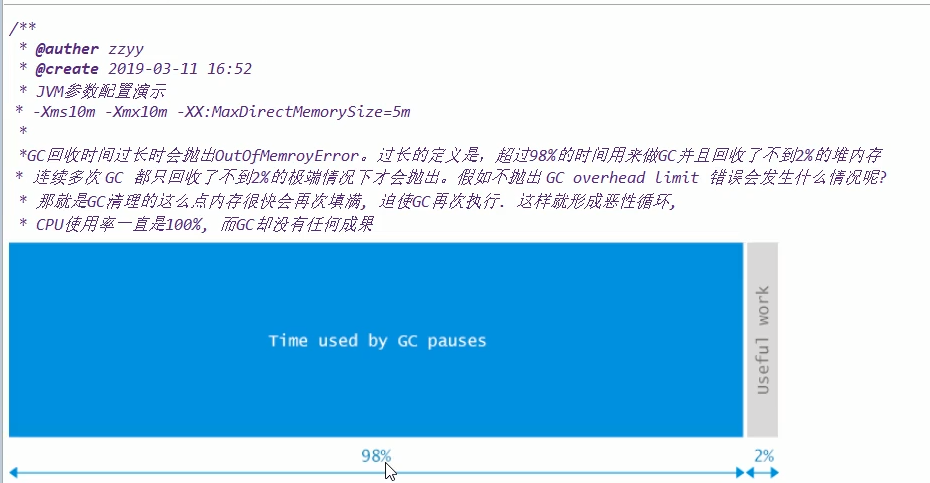 /**
* @auther zzyy
* @create 2019-03-11 16:52
* JVM参数配置演示
* -Xms10m -Xmx10m -XX:MaxDirectMemorySize=5m
*
*GC回收时间过长时会抛出OutOfMemroyError。过长的定义是，超过98%的时间用来做GC并且回收了不到2%的堆内存
* 连续多次 GC 都只回收了不到2%的极端情况下才会抛出。假如不抛出 GC overhead limit 错误会发生什么情况呢?
* 那就是GC清理的这么点内存很快会再次填满, 迫使GC再次执行. 这样就形成恶性循环,
* CPU使用率一直是100%, 而GC却没有任何成果
Time used by GC pauses
Useful work
98%
2%